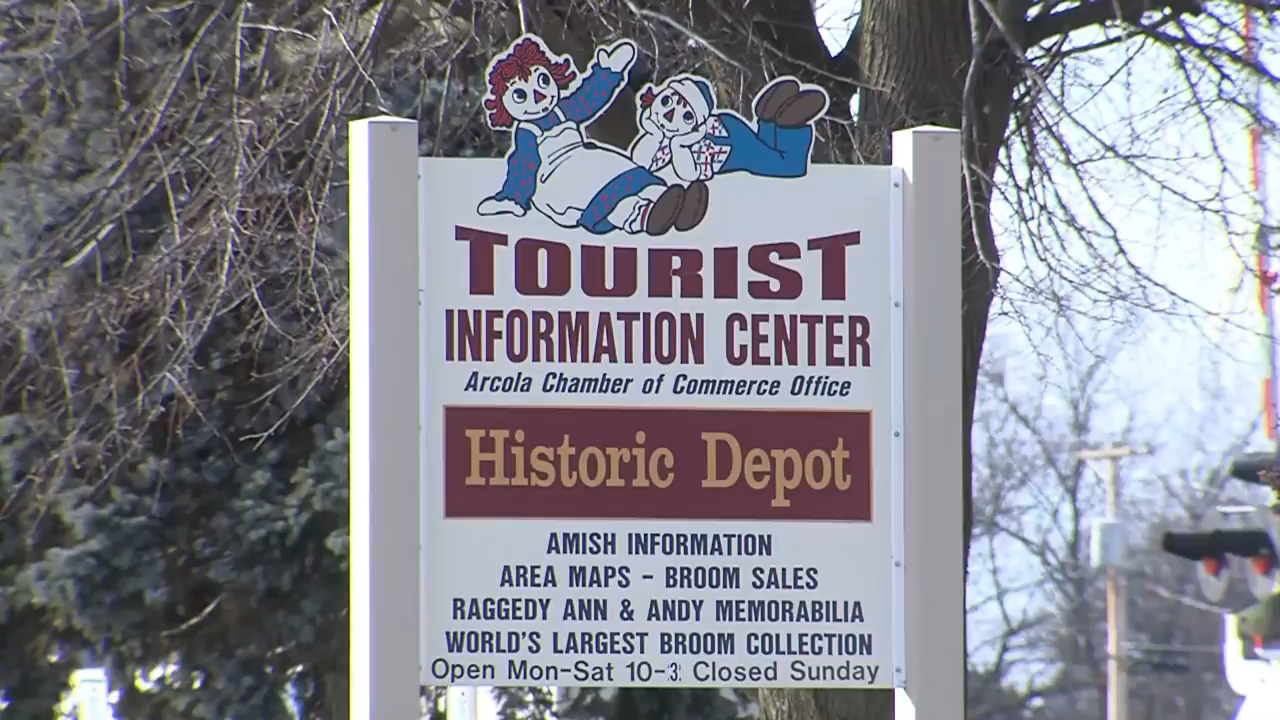 TOURIST
INFORMATION CENTER
Arcola Chamber of Commerce Office
Historic Depot
AMISH INFORMATION
AREA MAPS - BROOM SALES
RAGGEDY ANN & ANDY MEMORABILIA
WORLD'S LARGEST BROOM COLLECTION
Open Mon-Sat 10-3 Closed Sunday